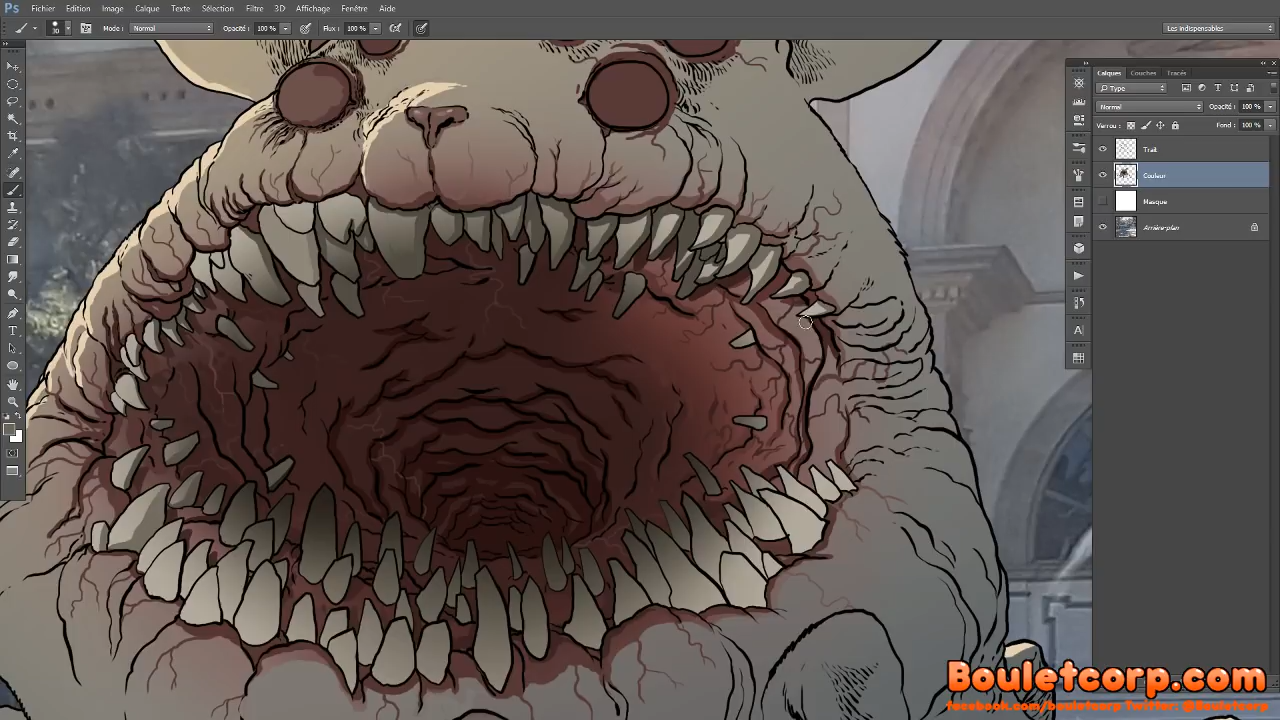 Ps Fichier Edition Image Calque Texte Sélection Filtre 3D Affichage Fenêtre Aide
30 Mode : Normal Opacité : 100 % Flux : 100 % Les indispensables
Calques Couches Tracés
Type
Normal Opacité : 100 %
Verrou : Fond : 100 %
Trait
Couleur
Masque
Arrière-plan
Bouletcorp.com
facebook.com/bouletcorp Twitter: @Bouletcorp